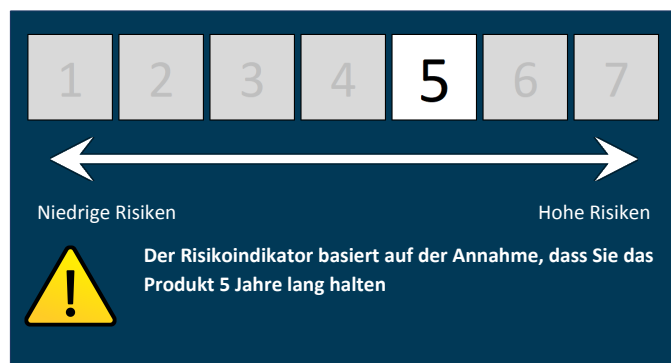 1 2 3 4 5 6 7
Niedrige Risiken Hohe Risiken
Der Risikoindikator basiert auf der Annahme, dass Sie das
Produkt 5 Jahre lang halten